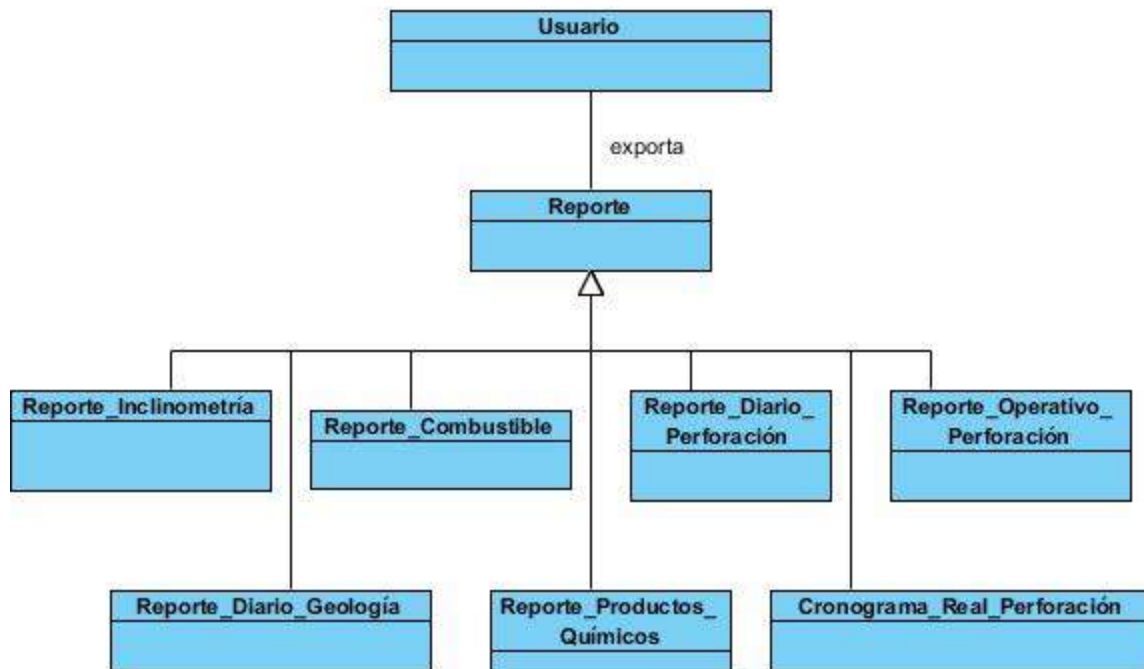 Usuario
exporta
Reporte
Reporte_Inclinometría
Reporte_Combustible
Reporte_Diario_
Perforación
Reporte_Operativo_
Perforación
Reporte_Diario_Geología
Reporte_Productos_
Químicos
Cronograma_Real_Perforación